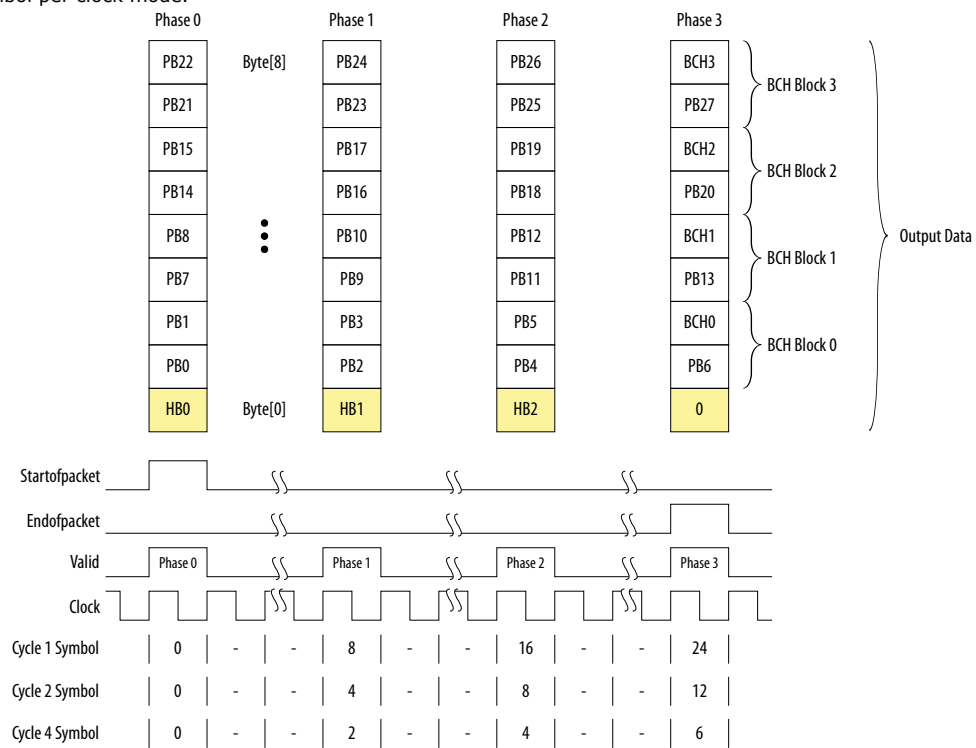 bol per clock mode.
Phase 0 Phase 1 Phase 2 Phase 3
PB22 Byte[8] PB24 PB26 BCH3
BCH Block 3
PB21 PB23 PB25 PB27
PB15 PB17 PB19 BCH2
BCH Block 2
PB14 PB16 PB18 PB20
PB8 PB10 PB12 BCH1
Output Data
BCH Block 1
PB7 PB9 PB11 PB13
PB1 PB3 PB5 BCH0
BCH Block 0
PB0 PB2 PB4 PB6
HB0 Byte[0] HB1 HB2 0
Startofpacket
Endofpacket
Valid Phase 0 Phase 1 Phase 2 Phase 3
Clock
Cycle 1 Symbol 0 - - 8 - - 16 - - 24
Cycle 2 Symbol 0 - - 4 - - 8 - - 12
Cycle 4 Symbol 0 - - 2 - - 4 - - 6